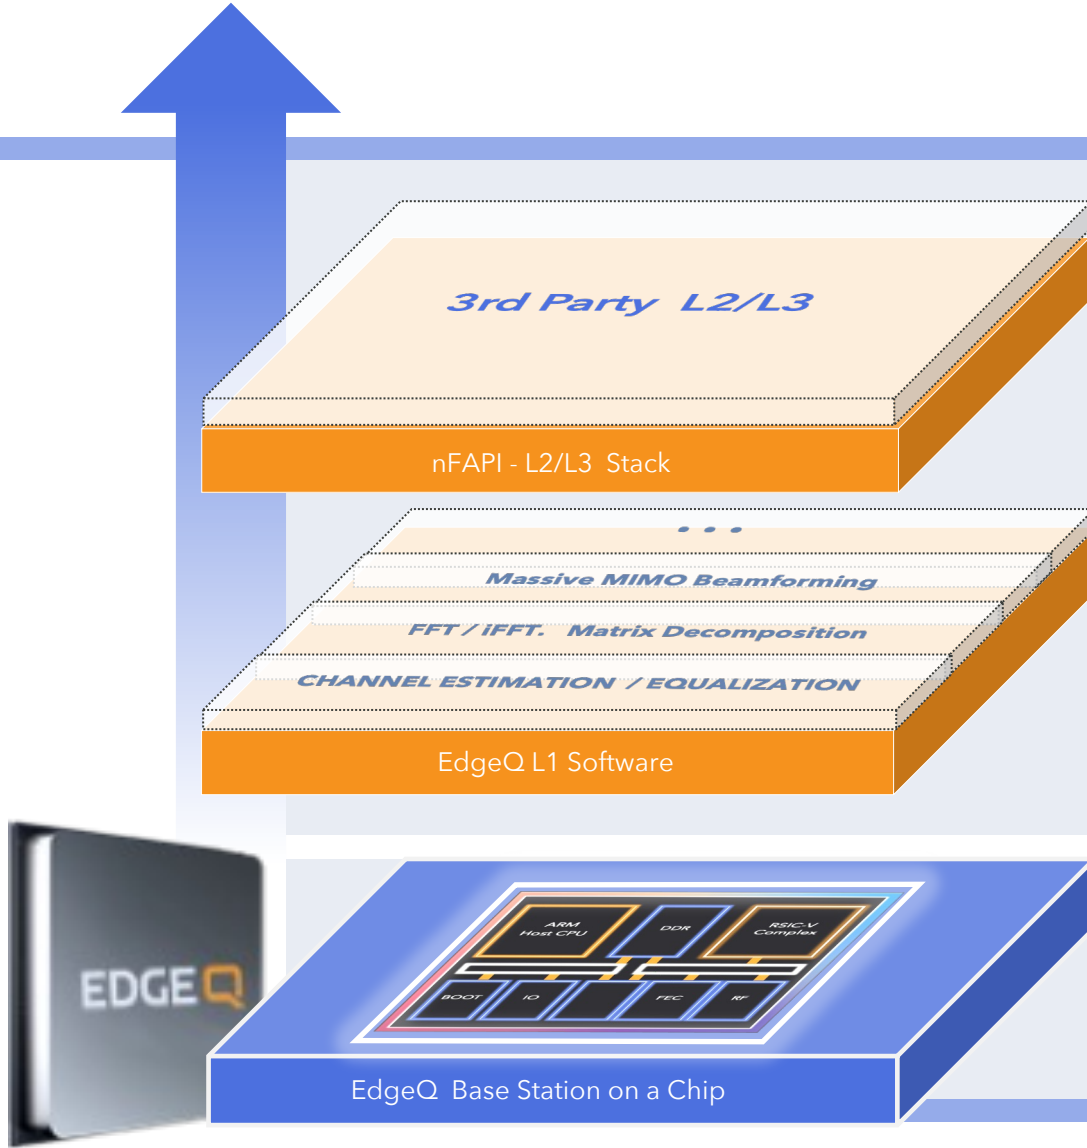 3rd Party L2/L3
nFAPI - L2/L3 Stack
• • •
Massive MIMO Beamforming
FFT / iFFT. Matrix Decomposition
CHANNEL ESTIMATION / EQUALIZATION
EdgeQ L1 Software
ARM
Host CPU
DDR
RSIC-V
Complex
BOOT
IO
FEC
RF
EDGEQ
EdgeQ Base Station on a Chip